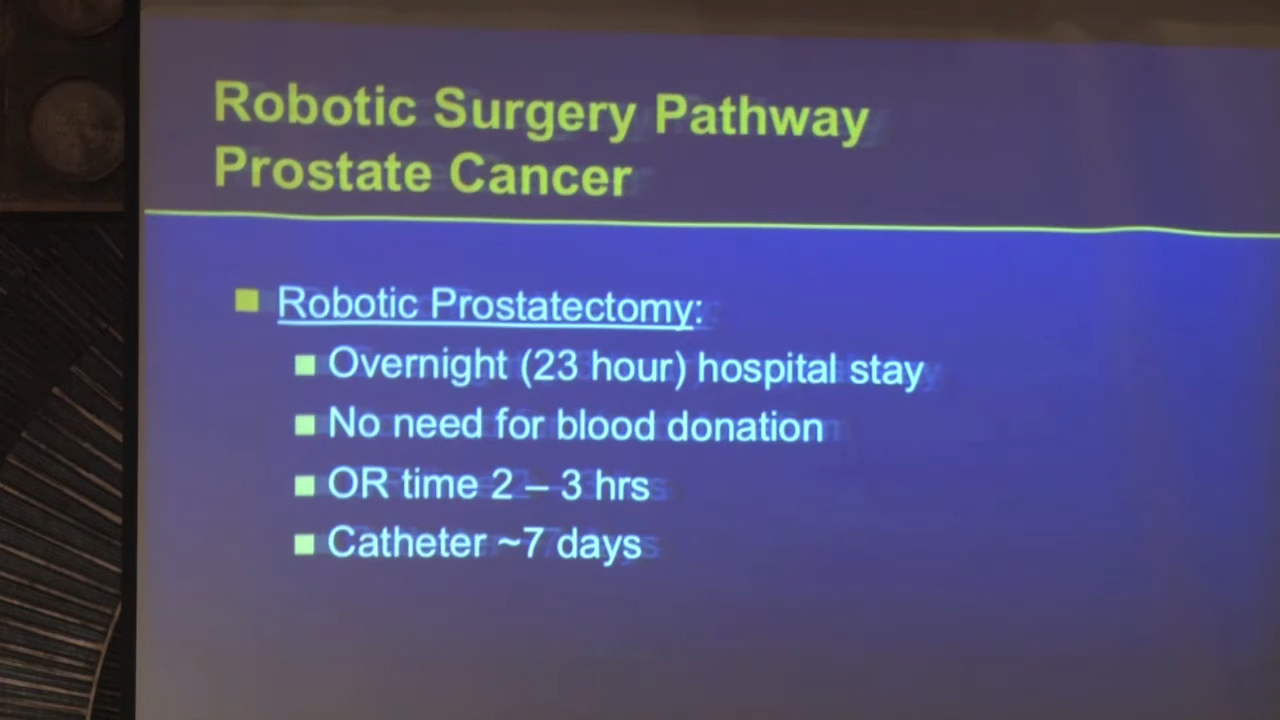 Robotic Surgery Pathway
Prostate Cancer
Robotic Prostatectomy:
Overnight (23 hour) hospital stay
No need for blood donation
OR time 2 – 3 hrs
Catheter ~7 days